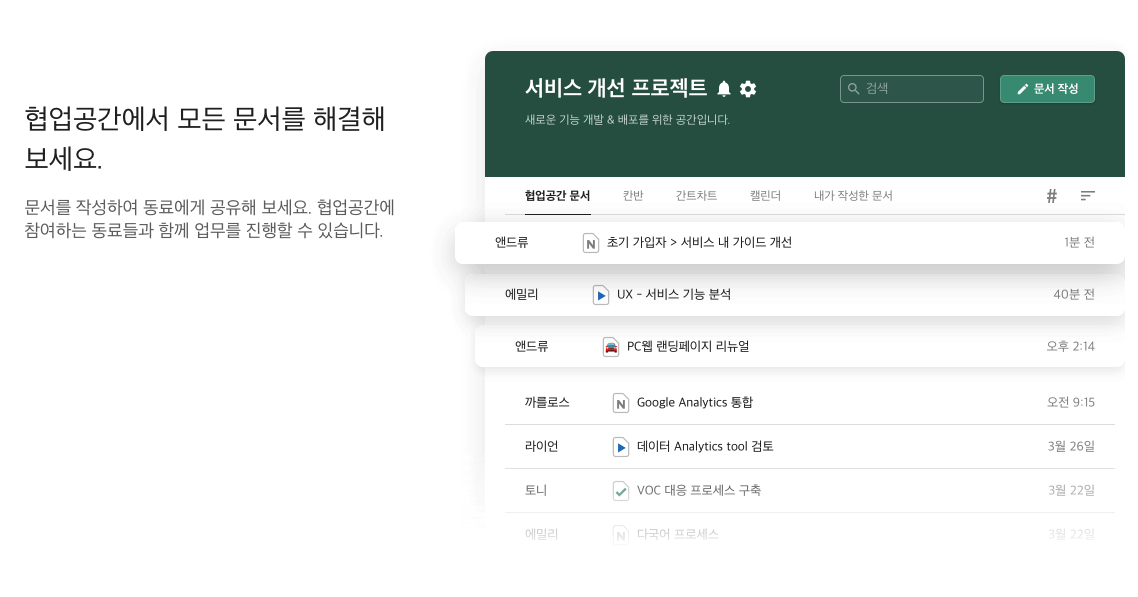 협업공간에서 모든 문서를 해결해
보세요.
문서를 작성하여 동료에게 공유해 보세요. 협업공간에
참여하는 동료들과 함께 업무를 진행할 수 있습니다.
서비스 개선 프로젝트
검색
문서 작성
새로운 기능 개발 & 배포를 위한 공간입니다.
협업공간 문서 칸반 간트차트 캘린더 내가 작성한 문서 #
앤드류 N 초기 가입자 > 서비스 내 가이드 개선 1분 전
에밀리 UX - 서비스 기능 분석 40분 전
앤드류 PC웹 랜딩페이지 리뉴얼 오후 2:14
까를로스 N Google Analytics 통합 오전 9:15
라이언 데이터 Analytics tool 검토 3월 26일
토니 VOC 대응 프로세스 구축 3월 22일
에밀리 N 다국어 프로세스 3월 22일